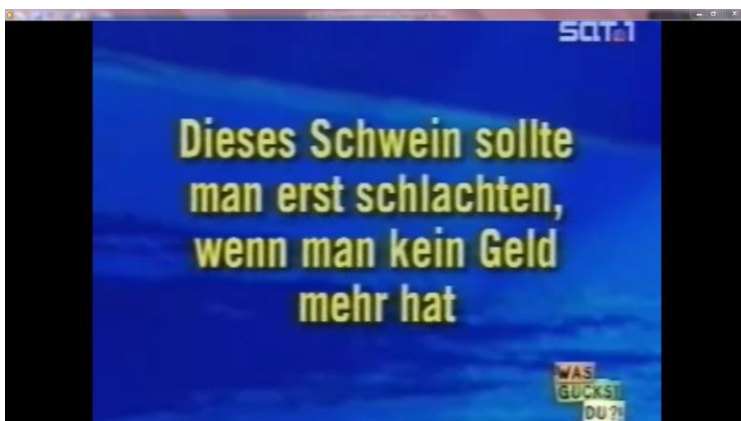 SAT.1
Dieses Schwein sollte
man erst schlachten,
wenn man kein Geld
mehr hat
WAS
GUCKST
DU?!